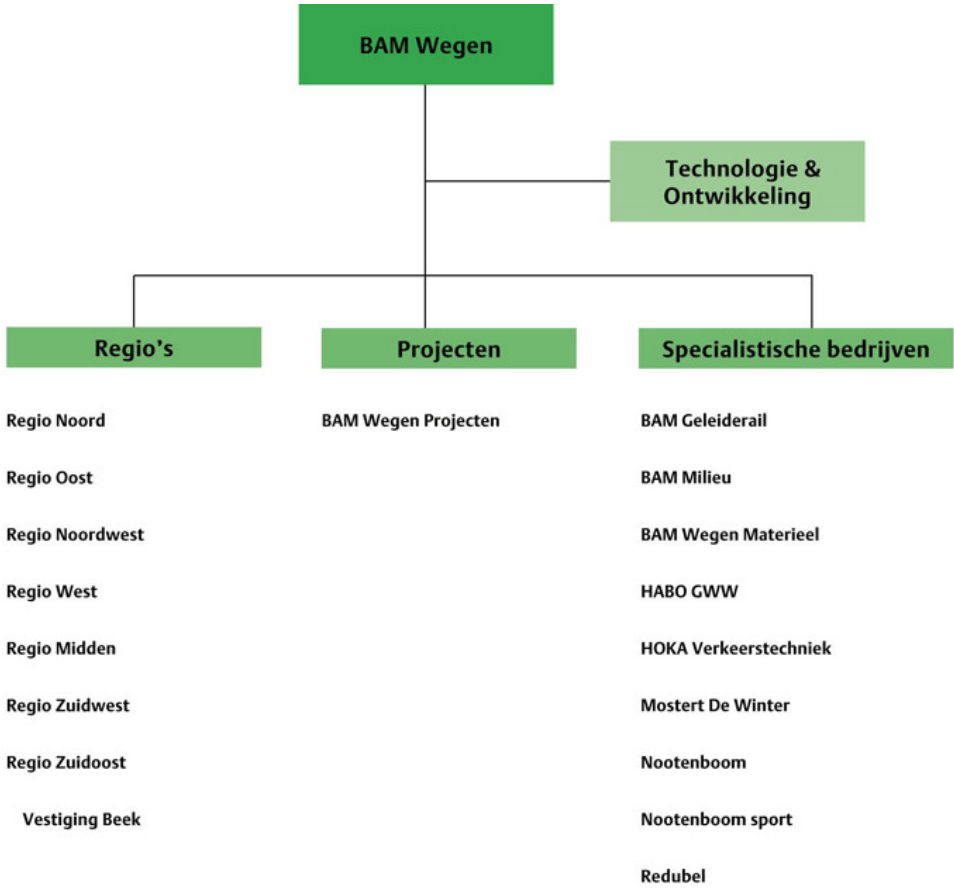 BAM Wegen
Technologie &
Ontwikkeling
Regio's
Projecten
Specialistische bedrijven
Regio Noord
Regio Oost
Regio Noordwest
Regio West
Regio Midden
Regio Zuidwest
Regio Zuidoost
Vestiging Beek
BAM Wegen Projecten
BAM Geleiderail
BAM Milieu
BAM Wegen Materieel
HABO GWW
HOKA Verkeerstechniek
Mostert De Winter
Nootenboom
Nootenboom sport
Redubel